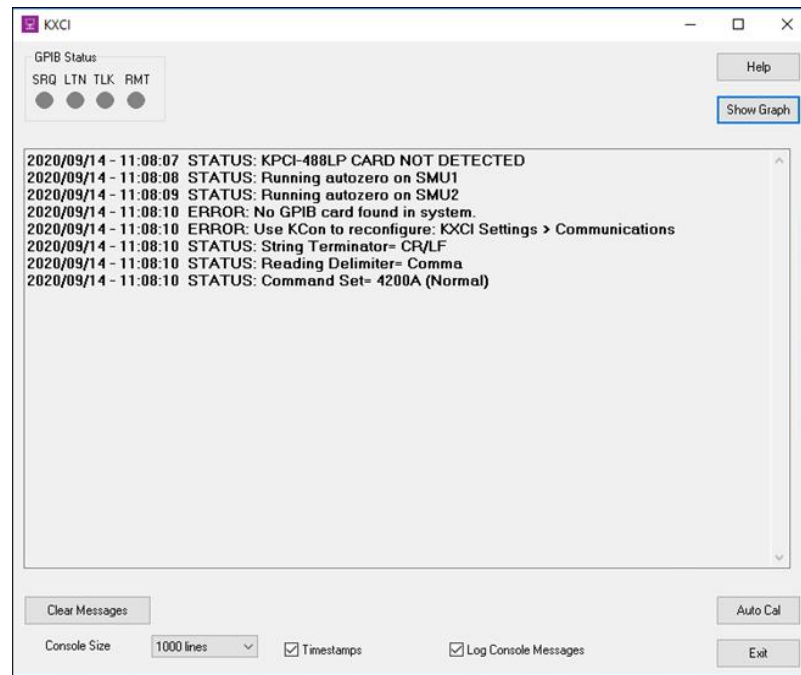 KXCI
GPIB Status
SRQ LTN TLK RMT
Help
Show Graph
2020/09/14 - 11:08:07 STATUS: KPCI-488LP CARD NOT DETECTED
2020/09/14 - 11:08:08 STATUS: Running autozero on SMU1
2020/09/14 - 11:08:09 STATUS: Running autozero on SMU2
2020/09/14 - 11:08:10 ERROR: No GPIB card found in system.
2020/09/14 - 11:08:10 ERROR: Use KCon to reconfigure: KXCI Settings > Communications
2020/09/14 - 11:08:10 STATUS: String Terminator= CR/LF
2020/09/14 - 11:08:10 STATUS: Reading Delimiter= Comma
2020/09/14 - 11:08:10 STATUS: Command Set= 4200A (Normal)
Clear Messages
Auto Cal
Console Size
1000 lines
Timestamps
Log Console Messages
Exit